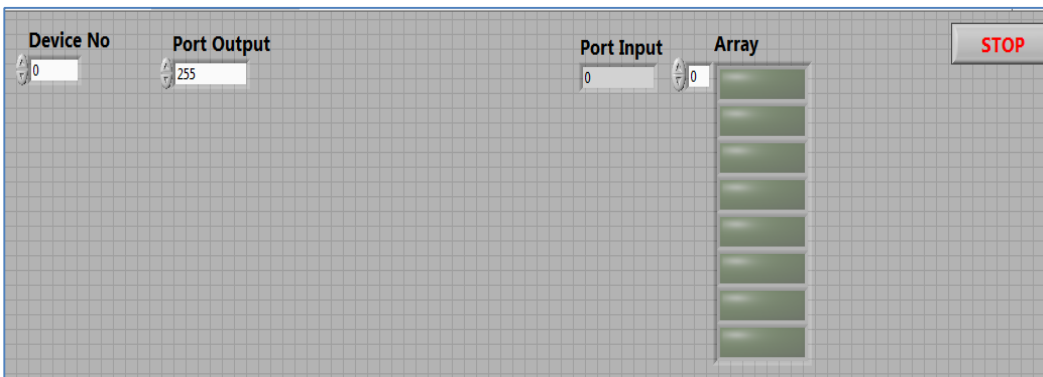 Device No
0
Port Output
255
Port Input
0
Array
0
STOP